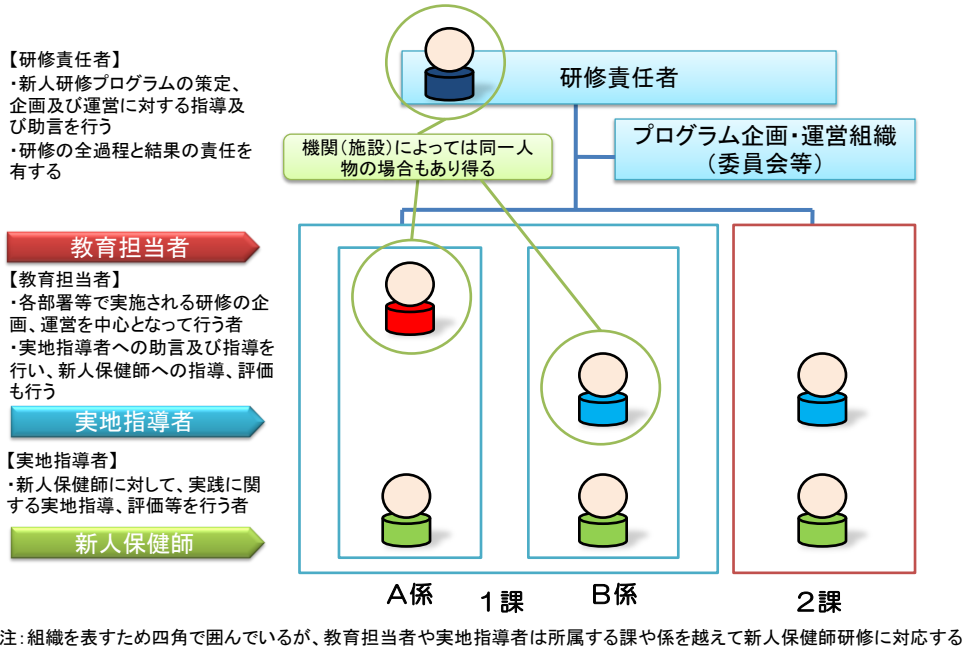 【研修責任者】
・新人研修プログラムの策定、
企画及び運営に対する指導及
び助言を行う
・研修の全過程と結果の責任を
有する
研修責任者
プログラム企画・運営組織
（委員会等）
機関（施設）によっては同一人
物の場合もあり得る
教育担当者
【教育担当者】
・各部署等で実施される研修の企
画、運営を中心となって行う者
・実地指導者への助言及び指導を
行い、新人保健師への指導、評価
も行う
実地指導者
【実地指導者】
・新人保健師に対して、実践に関
する実地指導、評価等を行う者
新人保健師
A係
1課
B係
2課
注：組織を表すため四角で囲んでいるが、教育担当者や実地指導者は所属する課や係を越えて新人保健師研修に対応する